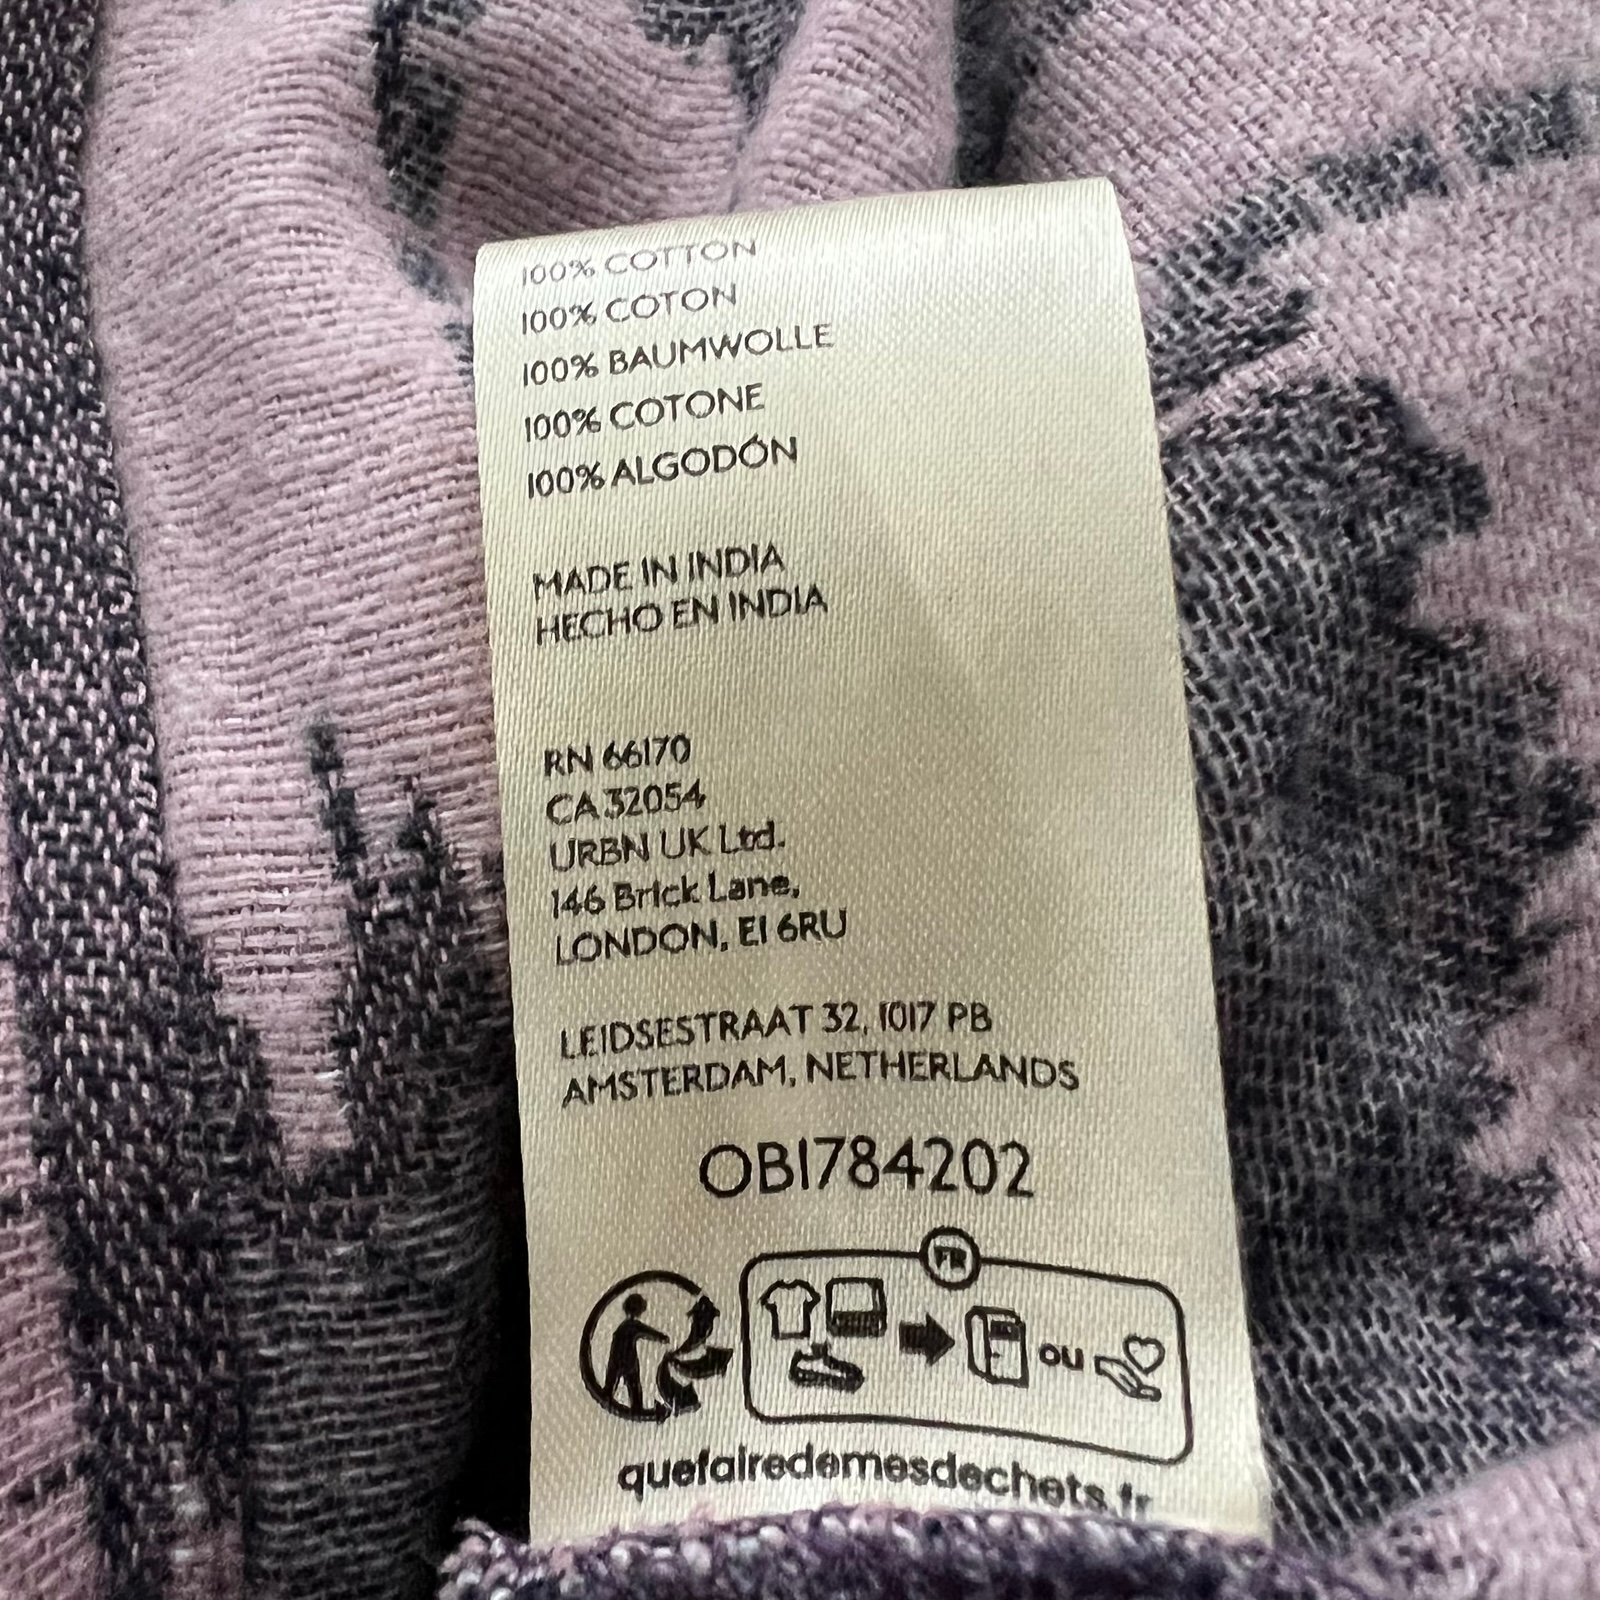 100% COTTON
100% COTON
100% BAUMWOLLE
100% COTONE
100% ALGODÓN
MADE IN INDIA
HECHO EN INDIA
RN 66170
CA 32054
URBN UK Ltd.
146 Brick Lane,
LONDON, E1 6RU
LEIDSESTRAAT 32, 1017 PB
AMSTERDAM, NETHERLANDS
OB1784202
FR
ou
quefairedemesdechets.fr